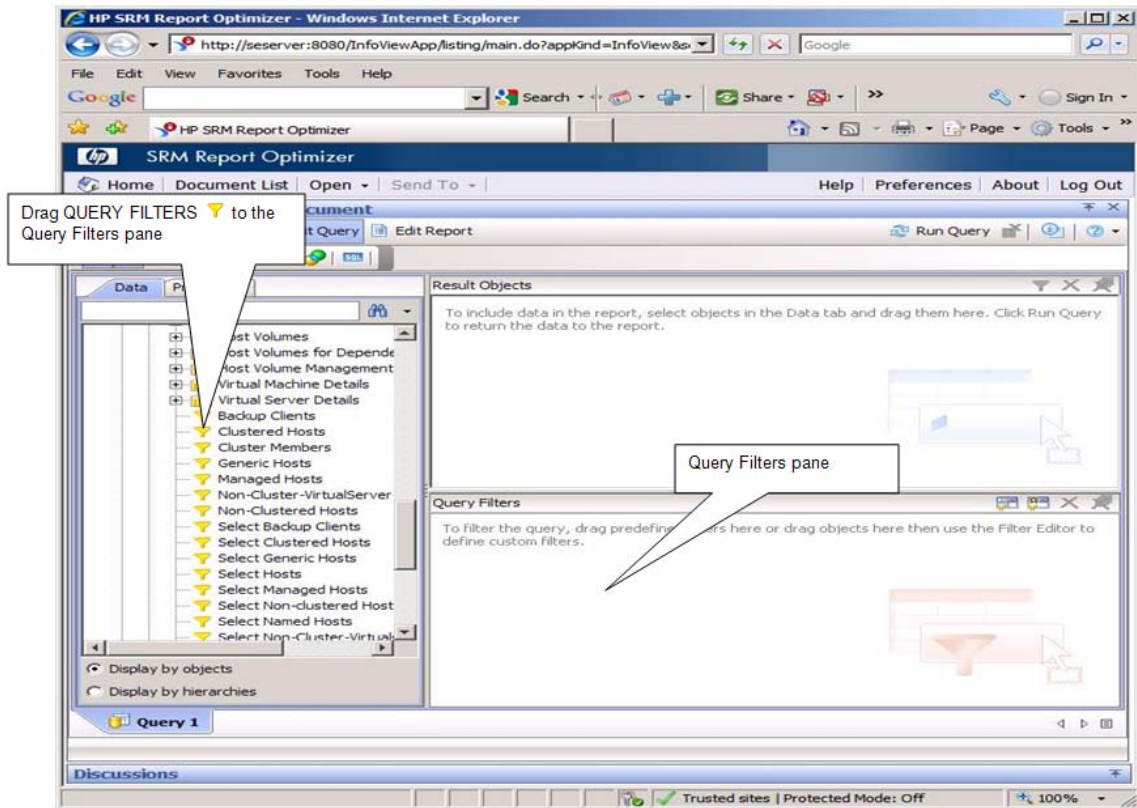 HP SRM Report Optimizer - Windows Internet Explorer
http://seserver:8080/InfoViewApp/listing/main.do?appKind=InfoView&s
Google
File Edit View Favorites Tools Help
Google
Search
Share
»
Sign In
HP SRM Report Optimizer
Page
Tools
»
hp
SRM Report Optimizer
Home
Document List
Open
Send To
Help
Preferences
About
Log Out
Drag QUERY FILTERS to the
Query Filters pane
Query
Edit Report
Run Query
SQL
Data
Result Objects
To include data in the report, select objects in the Data tab and drag them here. Click Run Query
to return the data to the report.
Volumes
Volumes for Depende
Volume Management
Virtual Machine Details
Virtual Server Details
Backup Clients
Clustered Hosts
Cluster Members
Generic Hosts
Managed Hosts
Non-Cluster-VirtualServer
Non-Clustered Hosts
Select Backup Clients
Select Clustered Hosts
Select Generic Hosts
Select Hosts
Select Managed Hosts
Select Non-clustered Host
Select Named Hosts
Select Non-Cluster-Virtual
Query Filters pane
Query Filters
To filter the query, drag here or drag objects here then use the Filter Editor to
define custom filters.
Display by objects
Display by hierarchies
Query 1
Discussions
Trusted sites | Protected Mode: Off
100%